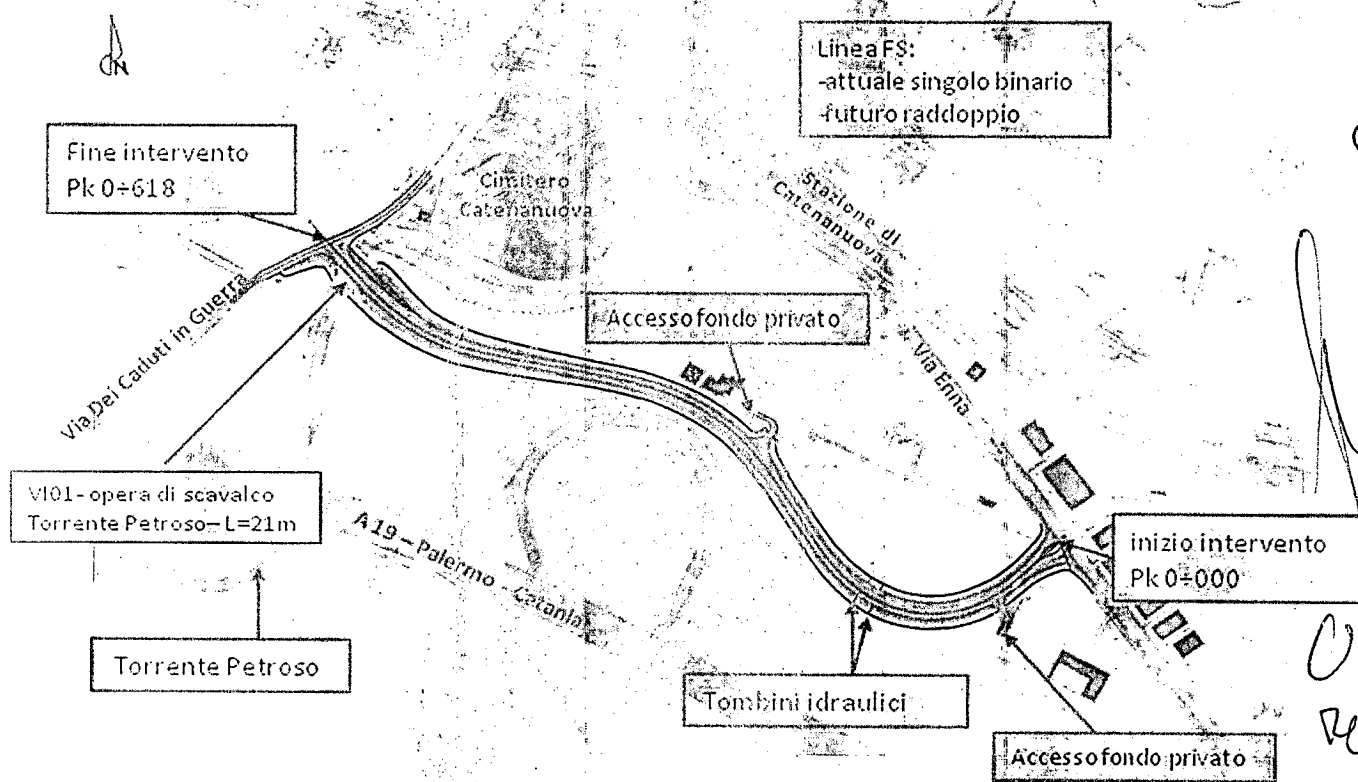 N
Linea FS:
-attuale singolo binario
-futuro raddoppio
Fine intervento
Pk 0÷618
Cimitero
Catenanuova
Stazione di
Catenanuova
Via Dei Caduti in Guerra
Accesso fondo privato
Via Enna
VI01- opera di scavalco
Torrente Petroso– L=21m
A 19 – Palermo - Catania
inizio intervento
Pk 0÷000
Torrente Petroso
Tombini idraulici
Accesso fondo privato